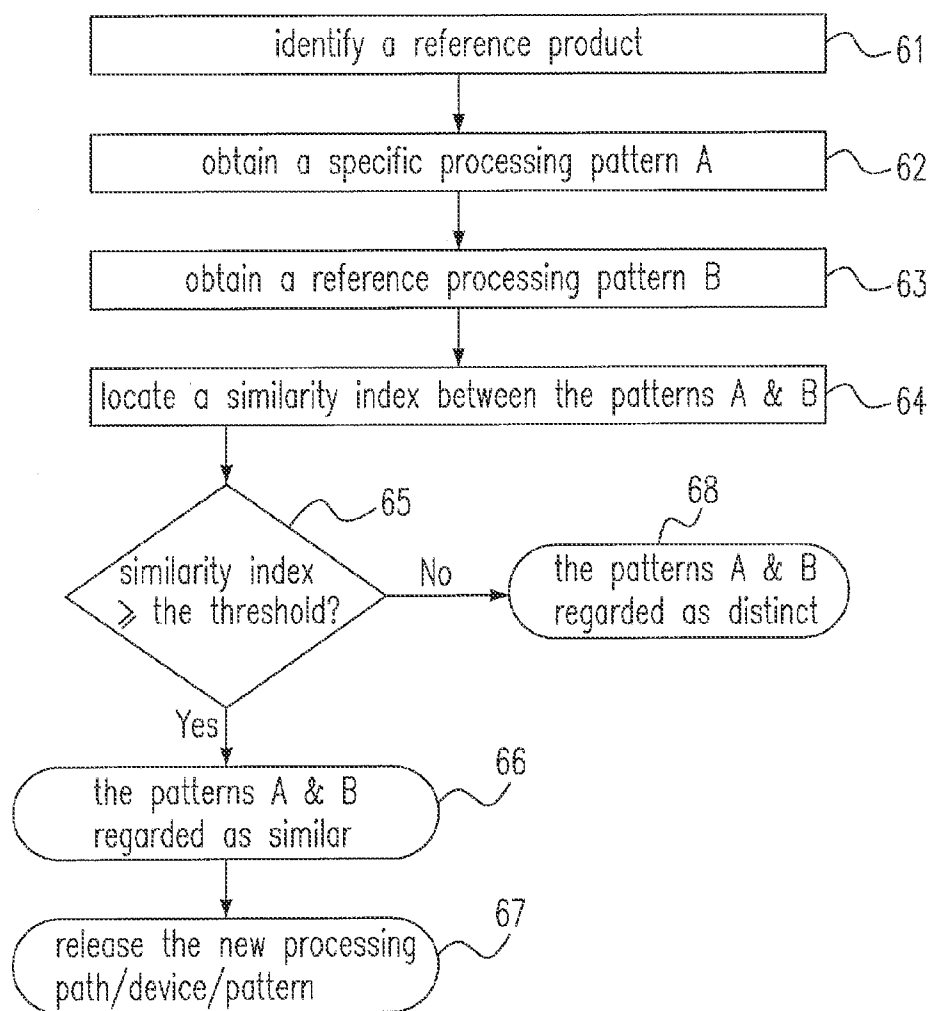 identify a reference product
61
obtain a specific processing pattern A
62
obtain a reference processing pattern B
63
locate a similarity index between the patterns A & B
64
65
similarity index
⩾ the threshold?
No
68
the patterns A & B
regarded as distinct
Yes
66
the patterns A & B
regarded as similar
67
release the new processing
path/device/pattern